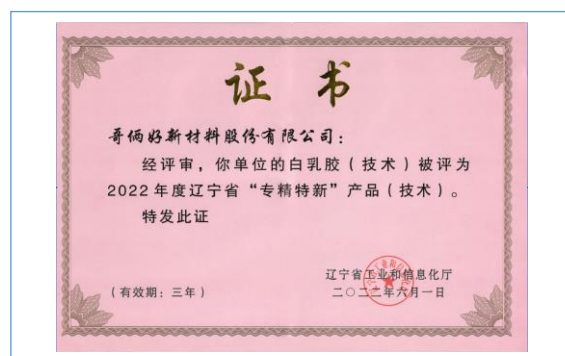 证 书
哥俩好新材料股份有限公司：
经评审，你单位的白乳胶（技术）被评为
2022年度辽宁省“专精特新”产品（技术）。
特发此证
辽宁省工业和信息化厅
（有效期：三年）
二〇二二年六月一日